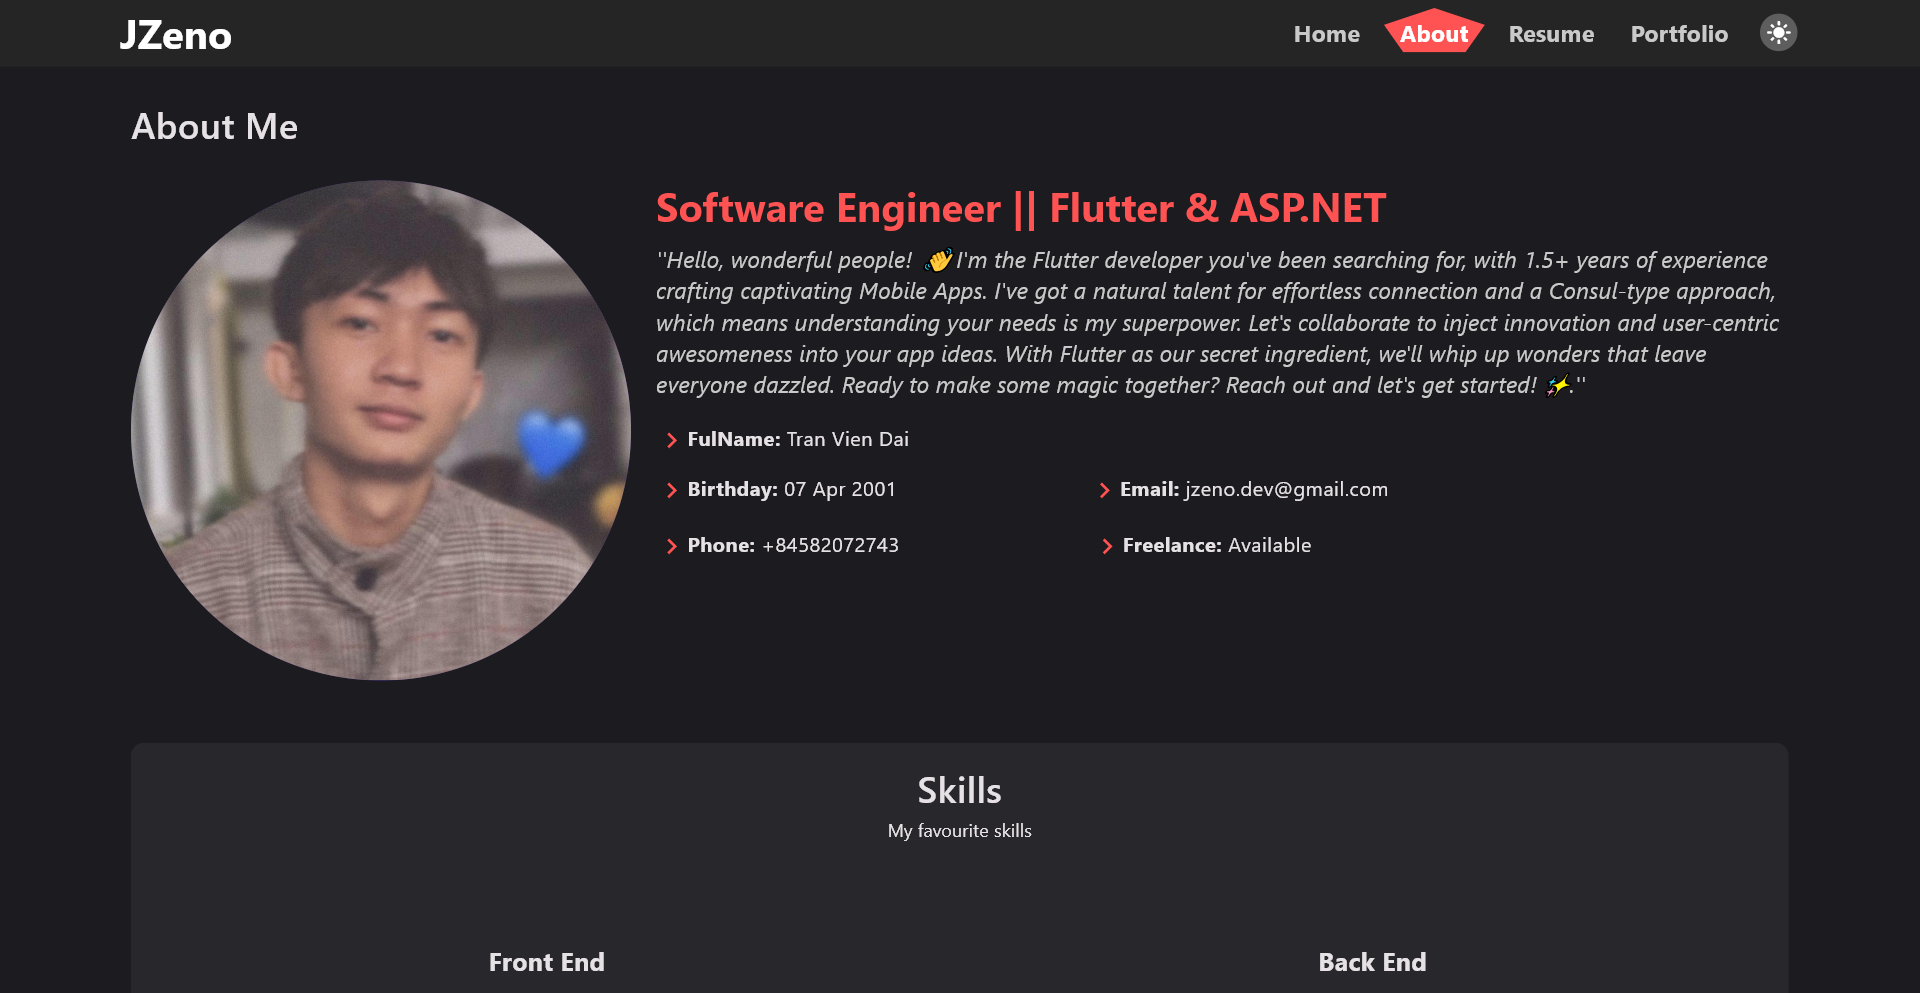 JZeno
Home About Resume Portfolio
About Me
Software Engineer || Flutter & ASP.NET
"Hello, wonderful people! 👋I'm the Flutter developer you've been searching for, with 1.5+ years of experience
crafting captivating Mobile Apps. I've got a natural talent for effortless connection and a Consul-type approach,
which means understanding your needs is my superpower. Let's collaborate to inject innovation and user-centric
awesomeness into your app ideas. With Flutter as our secret ingredient, we'll whip up wonders that leave
everyone dazzled. Ready to make some magic together? Reach out and let's get started! ✨."
FulName: Tran Vien Dai
Birthday: 07 Apr 2001
Email: jzeno.dev@gmail.com
Phone: +84582072743
Freelance: Available
Skills
My favourite skills
Front End
Back End